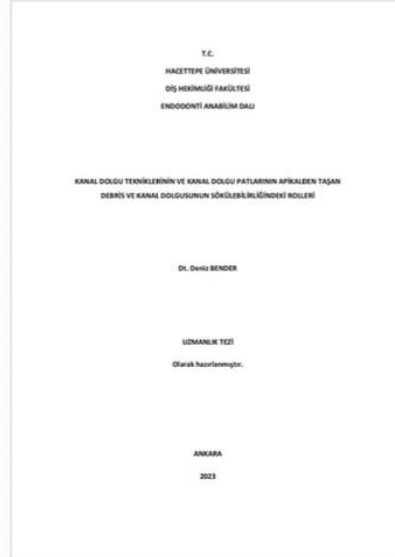 T.C.
HACETTEPE ÜNİVERSİTESİ
DİŞ HEKİMLİĞİ FAKÜLTESİ
ENDODONTİ ANABİLİM DALI
KANAL DOLGU TEKNİKLERİNİN VE KANAL DOLGU PATLARININ APİKALDEN TAŞAN
DEBRİS VE KANAL DOLGUSUNUN SÖKÜLEBİLİRLİĞİNDEKİ ROLLERİ
Dt. Deniz BENDER
UZMANLIK TEZİ
Olarak hazırlanmıştır.
ANKARA
2023